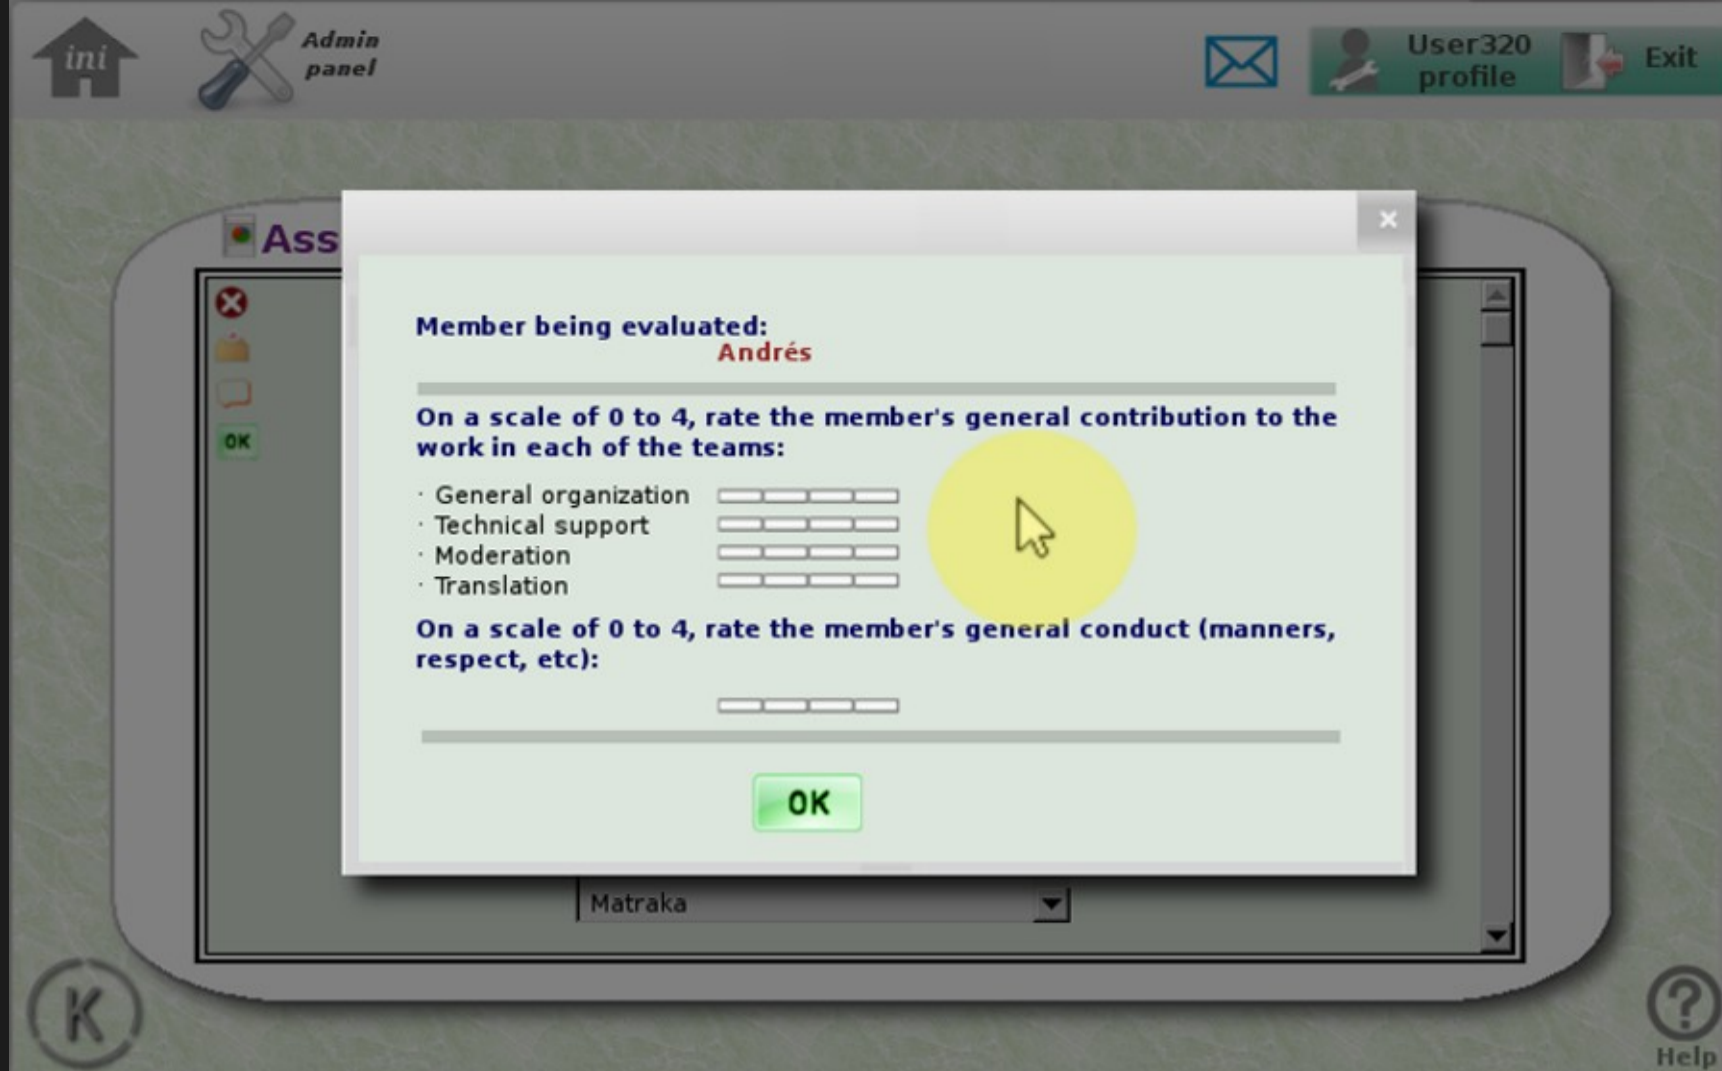 ini
Admin
panel
User320
profile
Exit
Ass
×
Member being evaluated:
Andrés
On a scale of 0 to 4, rate the member's general contribution to the
work in each of the teams:
· General organization
· Technical support
· Moderation
· Translation
On a scale of 0 to 4, rate the member's general conduct (manners,
respect, etc):
OK
OK
Matraka
K
?
Help